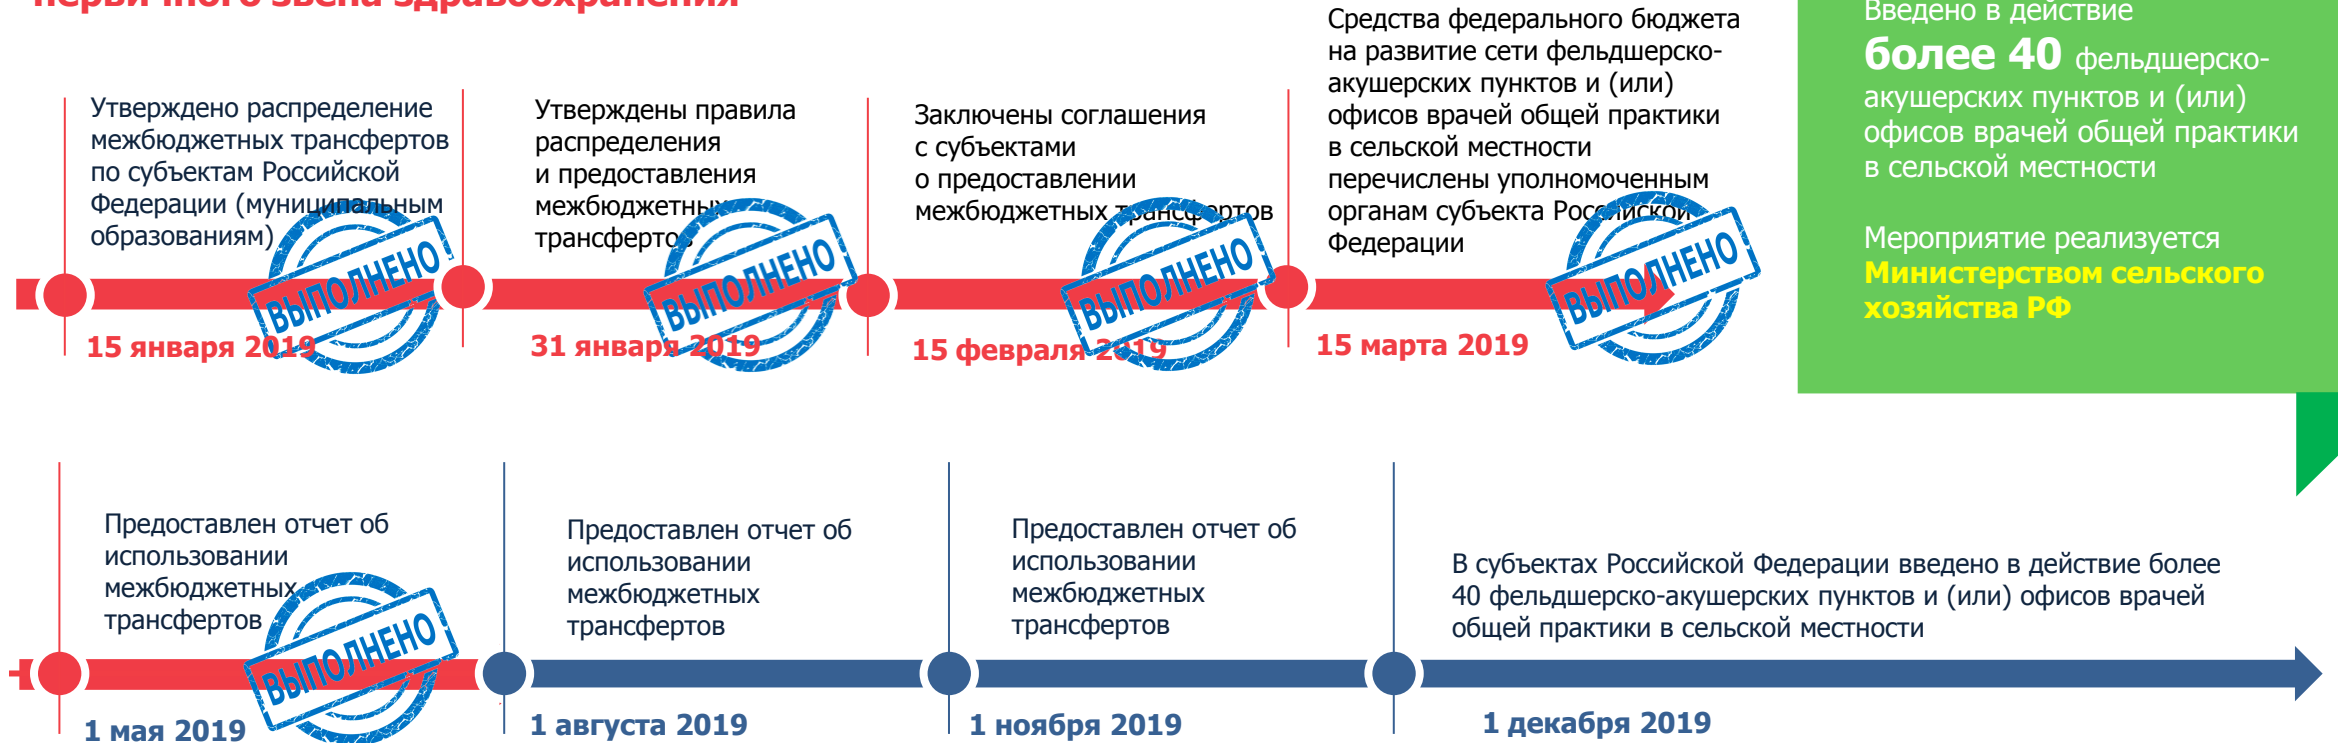 первичного звена здравоохранения
Утверждено распределение
межбюджетных трансфертов
по субъектам Российской
Федерации (муниципальным
образованиям)
ВЫПОЛНЕНО
15 января 2019
Утверждены правила
распределения
и предоставления
межбюджетных
трансфертов
ВЫПОЛНЕНО
31 января 2019
Заключены соглашения
с субъектами
о предоставлении
межбюджетных трансфертов
ВЫПОЛНЕНО
15 февраля 2019
Средства федерального бюджета
на развитие сети фельдшерско-
акушерских пунктов и (или)
офисов врачей общей практики
в сельской местности
перечислены уполномоченным
органам субъекта Российской
Федерации
ВЫПОЛНЕНО
15 марта 2019
Введено в действие
более 40 фельдшерско-
акушерских пунктов и (или)
офисов врачей общей практики
в сельской местности
Мероприятие реализуется
Министерством сельского
хозяйства РФ
Предоставлен отчет об
использовании
межбюджетных
трансфертов
ВЫПОЛНЕНО
1 мая 2019
Предоставлен отчет об
использовании
межбюджетных
трансфертов
1 августа 2019
Предоставлен отчет об
использовании
межбюджетных
трансфертов
1 ноября 2019
В субъектах Российской Федерации введено в действие более
40 фельдшерско-акушерских пунктов и (или) офисов врачей
общей практики в сельской местности
1 декабря 2019